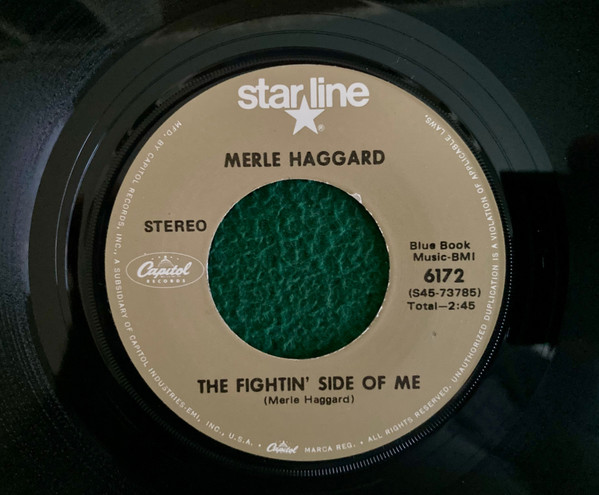 starline
®
MERLE HAGGARD
STEREO
Blue Book
Music-BMI
6172
(S45-73785)
Total—2:45
Capitol
RECORDS
THE FIGHTIN' SIDE OF ME
(Merle Haggard)
MFD. BY CAPITOL RECORDS, INC., A SUBSIDIARY OF CAPITOL INDUSTRIES-EMI, INC., U.S.A. • Capitol MARCA REG. • ALL RIGHTS RESERVED. UNAUTHORIZED DUPLICATION IS A VIOLATION OF APPLICABLE LAWS.